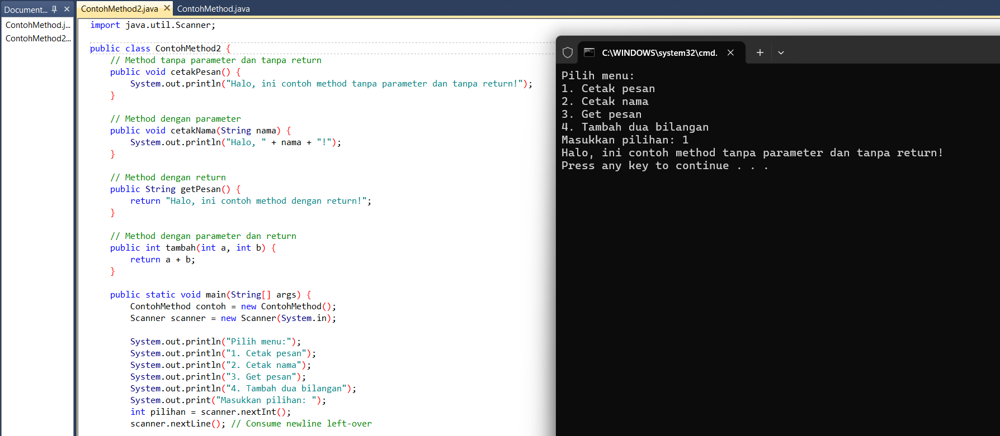 Document...
ContohMethod.j...
ContohMethod2...
ContohMethod2.java
ContohMethod.java
import java.util.Scanner;
public class ContohMethod2 {
// Method tanpa parameter dan tanpa return
public void cetakPesan() {
System.out.println("Halo, ini contoh method tanpa parameter dan tanpa return!");
}
// Method dengan parameter
public void cetakNama(String nama) {
System.out.println("Halo, " + nama + "!");
}
// Method dengan return
public String getPesan() {
return "Halo, ini contoh method dengan return!";
}
// Method dengan parameter dan return
public int tambah(int a, int b) {
return a + b;
}
public static void main(String[] args) {
ContohMethod contoh = new ContohMethod();
Scanner scanner = new Scanner(System.in);
System.out.println("Pilih menu:");
System.out.println("1. Cetak pesan");
System.out.println("2. Cetak nama");
System.out.println("3. Get pesan");
System.out.println("4. Tambah dua bilangan");
System.out.print("Masukkan pilihan: ");
int pilihan = scanner.nextInt();
scanner.nextLine(); // Consume newline left-over
C:\WINDOWS\system32\cmd.
Pilih menu:
1. Cetak pesan
2. Cetak nama
3. Get pesan
4. Tambah dua bilangan
Masukkan pilihan: 1
Halo, ini contoh method tanpa parameter dan tanpa return!
Press any key to continue . . .